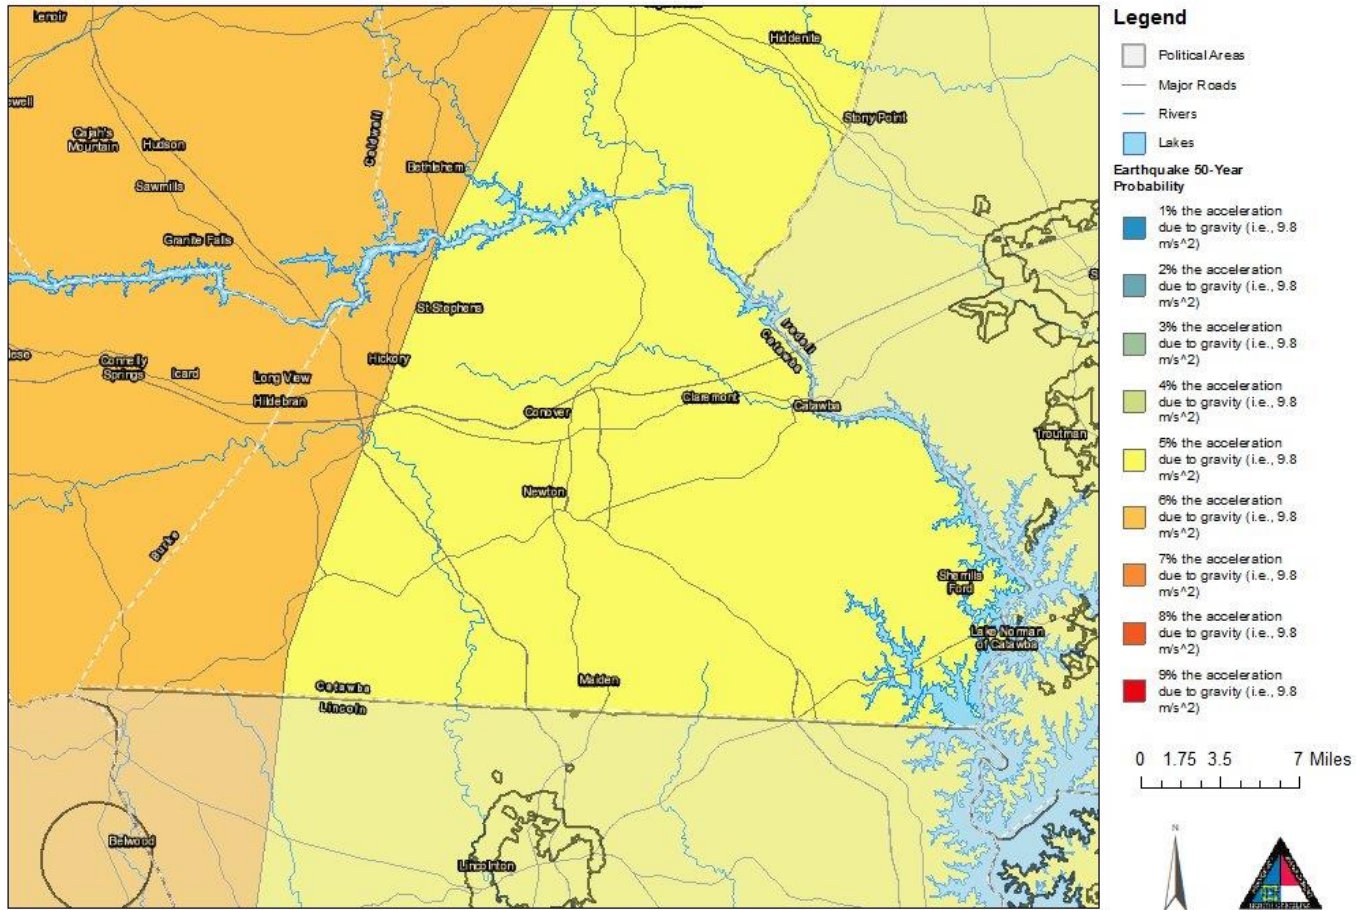 Lenoir
Hiddenite
Cajah's
Mountain
Hudson
Sawmills
Caldwell
Bethlehem
Stony Point
Granite Falls
St Stephens
Iredell
Catawba
Hickory
Connelly
Springs
Icard
Long View
Hildebran
Conover
Claremont
Catawba
Troutman
Newton
Burke
Sherrills
Ford
Lake Norman
of Catawba
Maiden
Catawba
Lincoln
Belwood
Lincolnton
Legend
Political Areas
Major Roads
Rivers
Lakes
Earthquake 50-Year
Probability
1% the acceleration
due to gravity (i.e., 9.8
m/s^2)
2% the acceleration
due to gravity (i.e., 9.8
m/s^2)
3% the acceleration
due to gravity (i.e., 9.8
m/s^2)
4% the acceleration
due to gravity (i.e., 9.8
m/s^2)
5% the acceleration
due to gravity (i.e., 9.8
m/s^2)
6% the acceleration
due to gravity (i.e., 9.8
m/s^2)
7% the acceleration
due to gravity (i.e., 9.8
m/s^2)
8% the acceleration
due to gravity (i.e., 9.8
m/s^2)
9% the acceleration
due to gravity (i.e., 9.8
m/s^2)
0 1.75 3.5 7 Miles
N